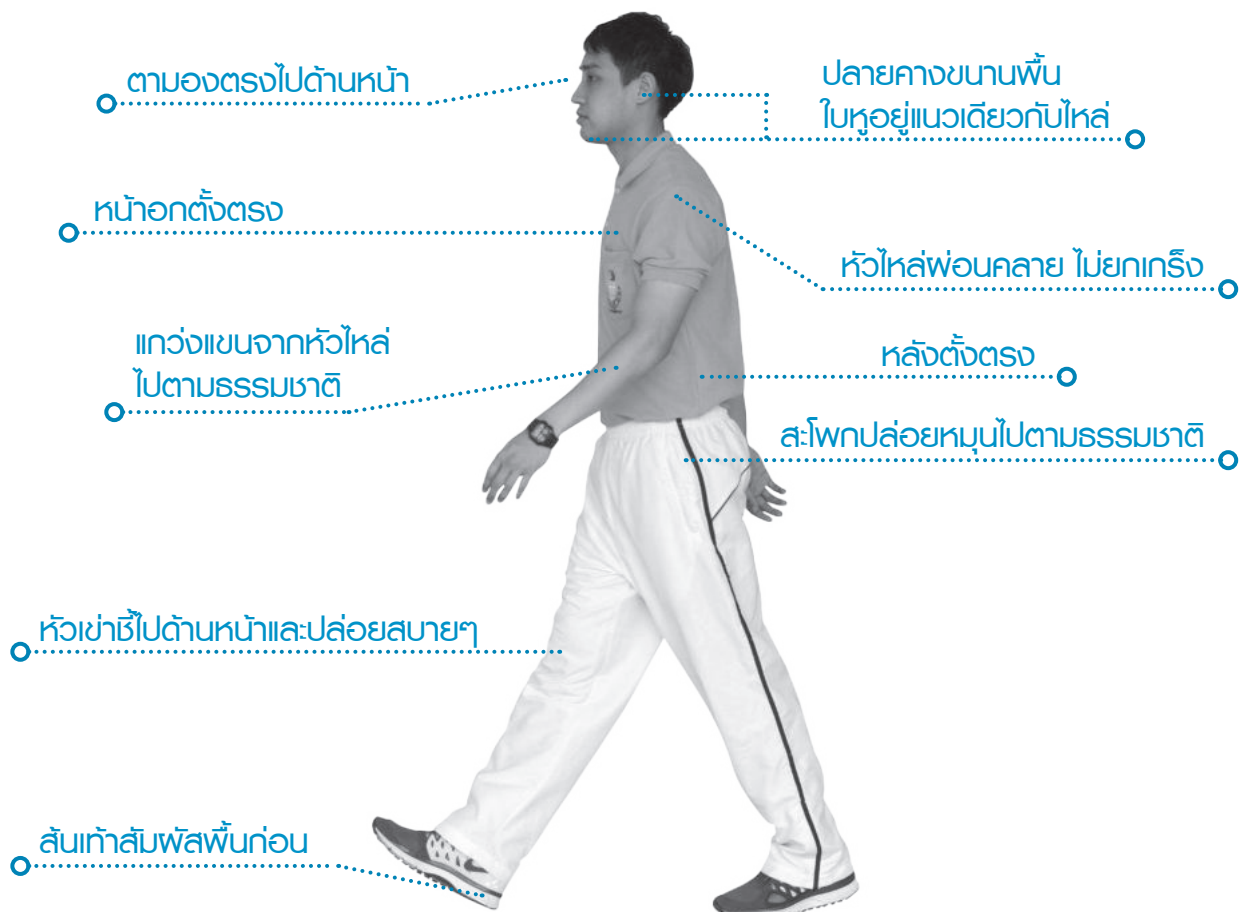 ตามองตรงไปด้านหน้า
ปลายคางขนานพื้น
ใบหูอยู่แนวเดียวกับไหล่
หน้าอกตั้งตรง
หัวไหล่ผ่อนคลาย ไม่ยกเกร็ง
แกว่งแขนจากหัวไหล่
ไปตามธรรมชาติ
หลังตั้งตรง
สะโพกปล่อยหมุนไปตามธรรมชาติ
หัวเข่าชี้ไปด้านหน้าและปล่อยสบายๆ
ส้นเท้าสัมผัสพื้นก่อน